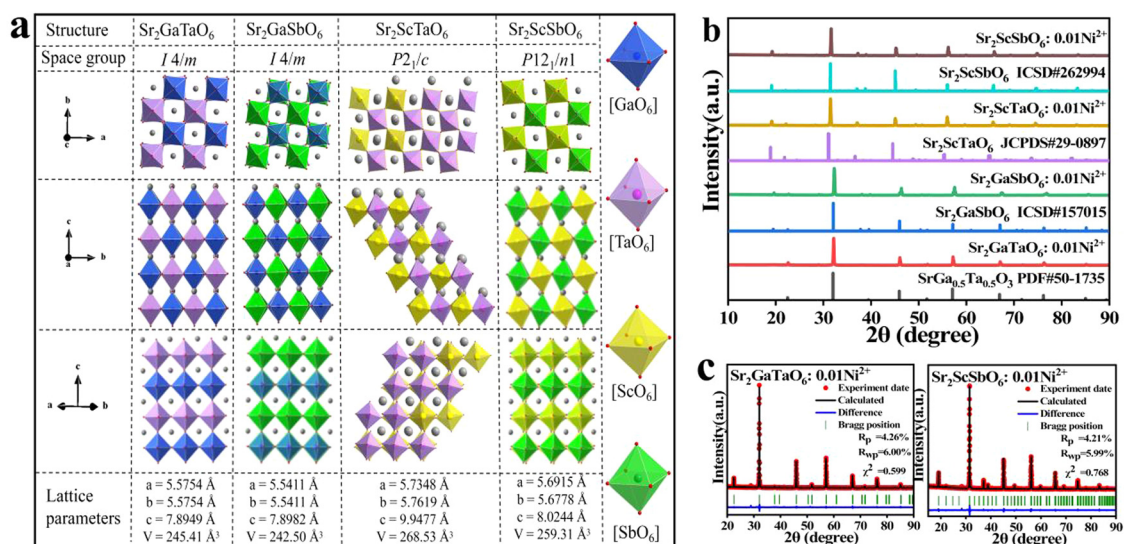 a
Structure Sr₂GaTaO₆ Sr₂GaSbO₆ Sr₂ScTaO₆ Sr₂ScSbO₆
Space group I 4/m I 4/m P2₁/c P12₁/n1
b
a
c
[GaO₆]
c
b
a
[TaO₆]
c
a b
[ScO₆]
[SbO₆]
Lattice
parameters
a = 5.5754 Å
b = 5.5754 Å
c = 7.8949 Å
V = 245.41 Å³
a = 5.5411 Å
b = 5.5411 Å
c = 7.8982 Å
V = 242.50 Å³
a = 5.7348 Å
b = 5.7619 Å
c = 9.9477 Å
V = 268.53 Å³
a = 5.6915 Å
b = 5.6778 Å
c = 8.0244 Å
V = 259.31 Å³
b
Intensity(a.u.)
Sr₂ScSbO₆: 0.01Ni²⁺
Sr₂ScSbO₆ ICSD#262994
Sr₂ScTaO₆: 0.01Ni²⁺
Sr₂ScTaO₆ JCPDS#29-0897
Sr₂GaSbO₆: 0.01Ni²⁺
Sr₂GaSbO₆ ICSD#157015
Sr₂GaTaO₆: 0.01Ni²⁺
SrGa₀.₅Ta₀.₅O₃ PDF#50-1735
10 20 30 40 50 60 70 80 90
2θ (degree)
c
Intensity(a.u.)
Sr₂GaTaO₆: 0.01Ni²⁺
Experiment date
Calculated
Difference
Bragg position
Rp=4.26%
Rwp=6.00%
χ² =0.599
20 30 40 50 60 70 80 90
2θ (degree)
Intensity(a.u.)
Sr₂ScSbO₆: 0.01Ni²⁺
Experiment date
Calculated
Difference
Bragg position
Rp=4.21%
Rwp=5.99%
χ² =0.768
20 30 40 50 60 70 80 90
2θ (degree)